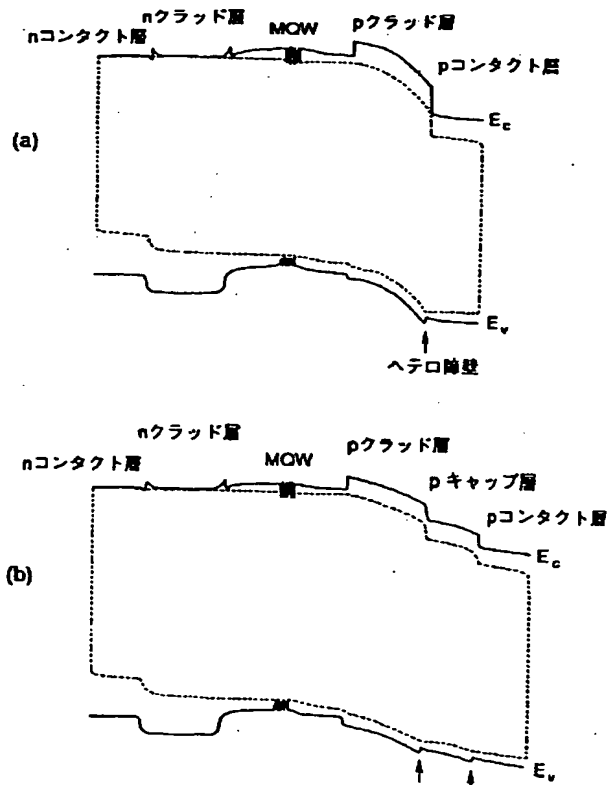 nクラッド層
MQW
pクラッド層
nコンタクト層
pコンタクト層
Ec
(a)
Ev
ヘテロ障壁
nクラッド層
pクラッド層
nコンタクト層
MQW
pキャップ層
pコンタクト層
Ec
(b)
Ev